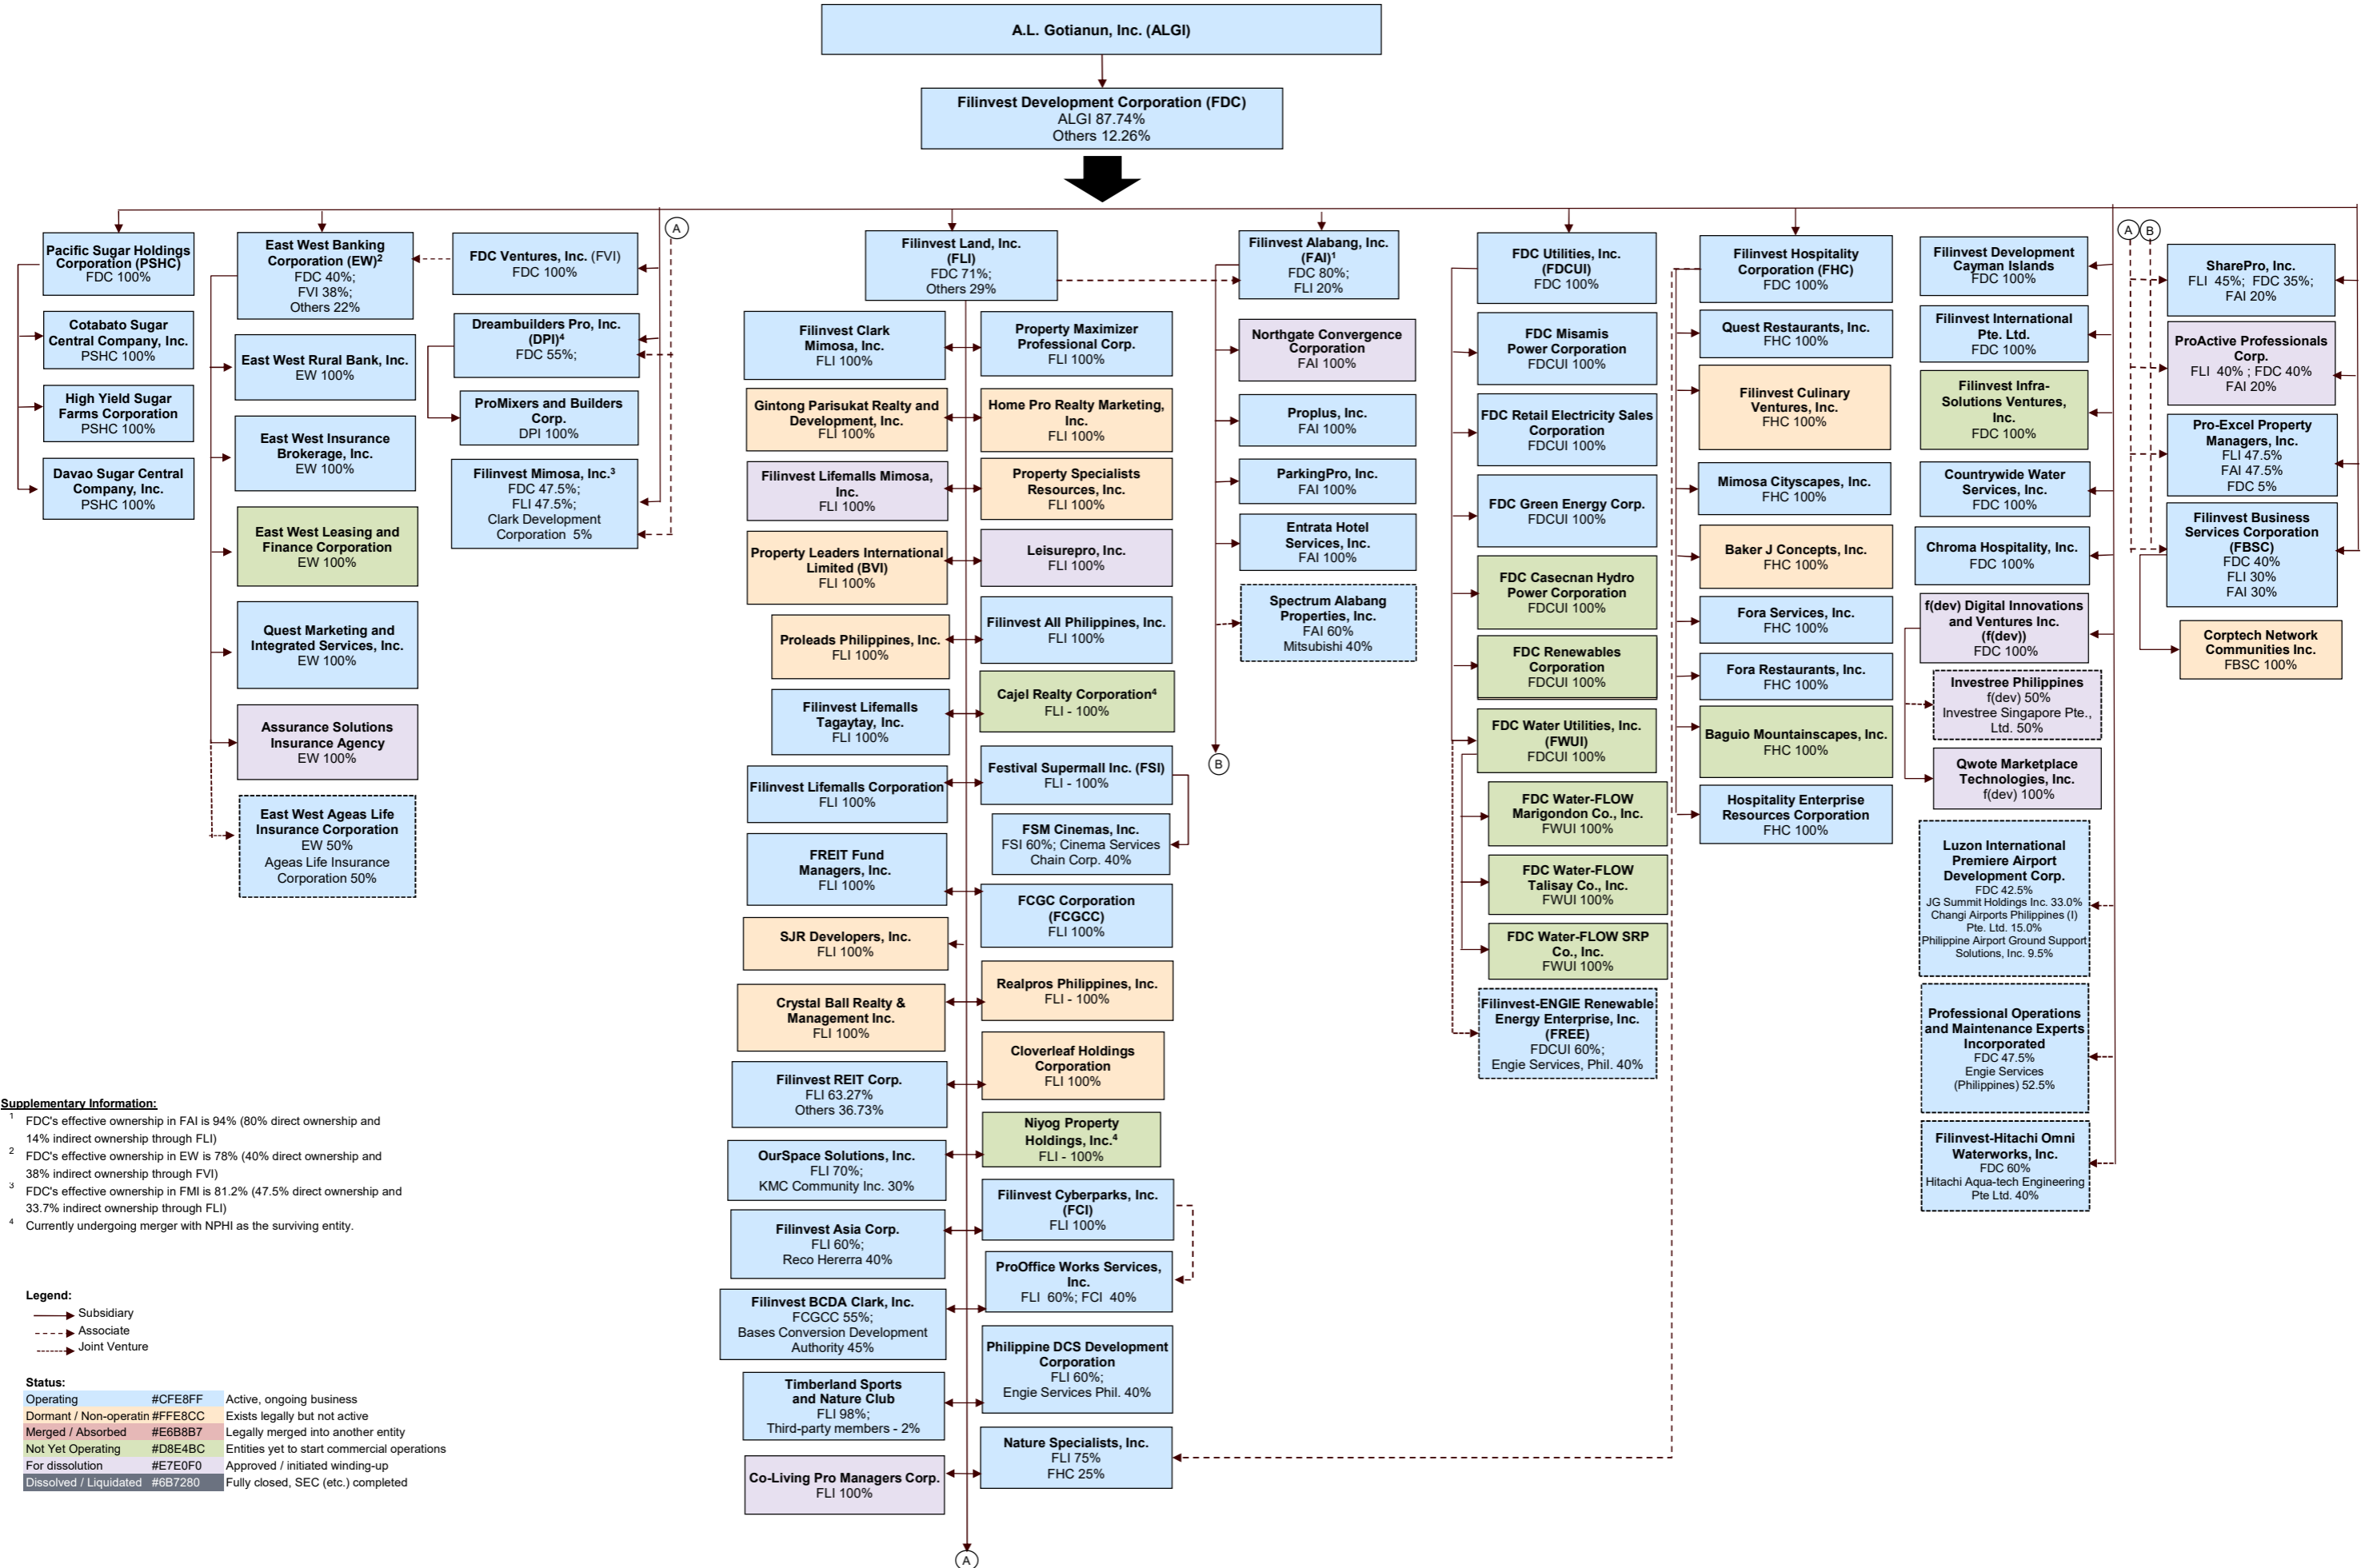 A.L. Gotianun, Inc. (ALGI)
Filinvest Development Corporation (FDC)
ALGI 87.74%
Others 12.26%
A
Pacific Sugar Holdings
Corporation (PSHC)
FDC 100%
Cotabato Sugar
Central Company, Inc.
PSHC 100%
High Yield Sugar
Farms Corporation
PSHC 100%
Davao Sugar Central
Company, Inc.
PSHC 100%
East West Banking
Corporation (EW)2
FDC 40%;
FVI 38%;
Others 22%
East West Rural Bank, Inc.
EW 100%
East West Insurance
Brokerage, Inc.
EW 100%
East West Leasing and
Finance Corporation
EW 100%
Quest Marketing and
Integrated Services, Inc.
EW 100%
Assurance Solutions
Insurance Agency
EW 100%
East West Ageas Life
Insurance Corporation
EW 50%
Ageas Life Insurance
Corporation 50%
FDC Ventures, Inc. (FVI)
FDC 100%
Dreambuilders Pro, Inc.
(DPI)4
FDC 55%;
ProMixers and Builders
Corp.
DPI 100%
Filinvest Mimosa, Inc.3
FDC 47.5%;
FLI 47.5%;
Clark Development
Corporation 5%
Filinvest Land, Inc.
(FLI)
FDC 71%;
Others 29%
Filinvest Clark
Mimosa, Inc.
FLI 100%
Gintong Parisukat Realty and
Development, Inc.
FLI 100%
Filinvest Lifemalls Mimosa,
Inc.
FLI 100%
Property Leaders International
Limited (BVI)
FLI 100%
Proleads Philippines, Inc.
FLI 100%
Filinvest Lifemalls
Tagaytay, Inc.
FLI 100%
Filinvest Lifemalls Corporation
FLI 100%
FREIT Fund
Managers, Inc.
FLI 100%
SJR Developers, Inc.
FLI 100%
Crystal Ball Realty &
Management Inc.
FLI 100%
Filinvest REIT Corp.
FLI 63.27%
Others 36.73%
OurSpace Solutions, Inc.
FLI 70%;
KMC Community Inc. 30%
Filinvest Asia Corp.
FLI 60%;
Reco Hererra 40%
Filinvest BCDA Clark, Inc.
FCGCC 55%;
Bases Conversion Development
Authority 45%
Timberland Sports
and Nature Club
FLI 98%;
Third-party members - 2%
Co-Living Pro Managers Corp.
FLI 100%
Property Maximizer
Professional Corp.
FLI 100%
Home Pro Realty Marketing,
Inc.
FLI 100%
Property Specialists
Resources, Inc.
FLI 100%
Leisurepro, Inc.
FLI 100%
Filinvest All Philippines, Inc.
FLI 100%
Cajel Realty Corporation4
FLI - 100%
Festival Supermall Inc. (FSI)
FLI - 100%
FSM Cinemas, Inc.
FSI 60%; Cinema Services
Chain Corp. 40%
FCGC Corporation
(FCGCC)
FLI 100%
Realpros Philippines, Inc.
FLI - 100%
Cloverleaf Holdings
Corporation
FLI 100%
Niyog Property
Holdings, Inc.4
FLI - 100%
Filinvest Cyberparks, Inc.
(FCI)
FLI 100%
ProOffice Works Services,
Inc.
FLI 60%; FCI 40%
Philippine DCS Development
Corporation
FLI 60%;
Engie Services Phil. 40%
Nature Specialists, Inc.
FLI 75%
FHC 25%
A
Filinvest Alabang, Inc.
(FAI)1
FDC 80%;
FLI 20%
Northgate Convergence
Corporation
FAI 100%
Proplus, Inc.
FAI 100%
ParkingPro, Inc.
FAI 100%
Entrata Hotel
Services, Inc.
FAI 100%
Spectrum Alabang
Properties, Inc.
FAI 60%
Mitsubishi 40%
B
FDC Utilities, Inc.
(FDCUI)
FDC 100%
FDC Misamis
Power Corporation
FDCUI 100%
FDC Retail Electricity Sales
Corporation
FDCUI 100%
FDC Green Energy Corp.
FDCUI 100%
FDC Casecnan Hydro
Power Corporation
FDCUI 100%
FDC Renewables
Corporation
FDCUI 100%
FDC Water Utilities, Inc.
(FWUI)
FDCUI 100%
FDC Water-FLOW
Marigondon Co., Inc.
FWUI 100%
FDC Water-FLOW
Talisay Co., Inc.
FWUI 100%
FDC Water-FLOW SRP
Co., Inc.
FWUI 100%
Filinvest-ENGIE Renewable
Energy Enterprise, Inc.
(FREE)
FDCUI 60%;
Engie Services, Phil. 40%
Filinvest Hospitality
Corporation (FHC)
FDC 100%
Quest Restaurants, Inc.
FHC 100%
Filinvest Culinary
Ventures, Inc.
FHC 100%
Mimosa Cityscapes, Inc.
FHC 100%
Baker J Concepts, Inc.
FHC 100%
Fora Services, Inc.
FHC 100%
Fora Restaurants, Inc.
FHC 100%
Baguio Mountainscapes, Inc.
FHC 100%
Hospitality Enterprise
Resources Corporation
FHC 100%
Filinvest Development
Cayman Islands
FDC 100%
Filinvest International
Pte. Ltd.
FDC 100%
Filinvest Infra-
Solutions Ventures,
Inc.
FDC 100%
Countrywide Water
Services, Inc.
FDC 100%
Chroma Hospitality, Inc.
FDC 100%
f(dev) Digital Innovations
and Ventures Inc.
(f(dev))
FDC 100%
Investree Philippines
f(dev) 50%
Investree Singapore Pte.,
Ltd. 50%
Qwote Marketplace
Technologies, Inc.
f(dev) 100%
Luzon International
Premiere Airport
Development Corp.
FDC 42.5%
JG Summit Holdings Inc. 33.0%
Changi Airports Philippines (I)
Pte. Ltd. 15.0%
Philippine Airport Ground Support
Solutions, Inc. 9.5%
Professional Operations
and Maintenance Experts
Incorporated
FDC 47.5%
Engie Services
(Philippines) 52.5%
Filinvest-Hitachi Omni
Waterworks, Inc.
FDC 60%
Hitachi Aqua-tech Engineering
Pte Ltd. 40%
A B
SharePro, Inc.
FLI 45%; FDC 35%;
FAI 20%
ProActive Professionals
Corp.
FLI 40% ; FDC 40%
FAI 20%
Pro-Excel Property
Managers, Inc.
FLI 47.5%
FAI 47.5%
FDC 5%
Filinvest Business
Services Corporation
(FBSC)
FDC 40%
FLI 30%
FAI 30%
Corptech Network
Communities Inc.
FBSC 100%
Supplementary Information:
1 FDC's effective ownership in FAI is 94% (80% direct ownership and
14% indirect ownership through FLI)
2 FDC's effective ownership in EW is 78% (40% direct ownership and
38% indirect ownership through FVI)
3 FDC's effective ownership in FMI is 81.2% (47.5% direct ownership and
33.7% indirect ownership through FLI)
4 Currently undergoing merger with NPHI as the surviving entity.
Legend:
Subsidiary
Associate
Joint Venture
Status:
Operating #CFE8FF Active, ongoing business
Dormant / Non-operatin #FFE8CC Exists legally but not active
Merged / Absorbed #E6B8B7 Legally merged into another entity
Not Yet Operating #D8E4BC Entities yet to start commercial operations
For dissolution #E7E0F0 Approved / initiated winding-up
Dissolved / Liquidated #6B7280 Fully closed, SEC (etc.) completed